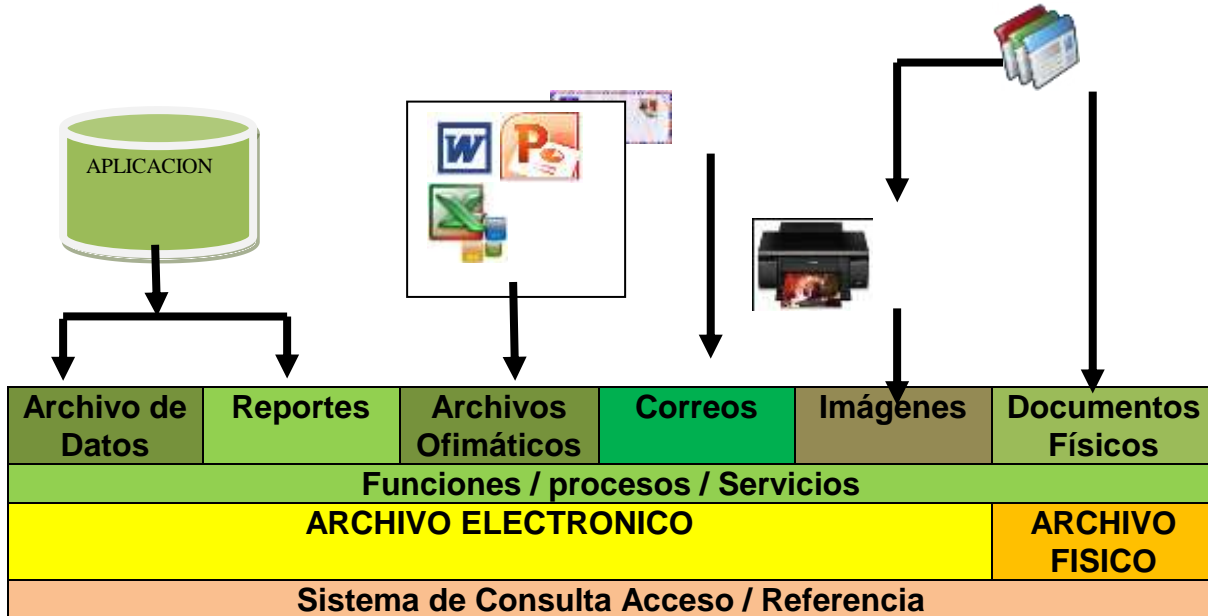 APLICACION
W
P
X
Archivo de
Datos
Reportes
Archivos
Ofimáticos
Correos
Imágenes
Documentos
Físicos
Funciones / procesos / Servicios
ARCHIVO ELECTRONICO
ARCHIVO
FISICO
Sistema de Consulta Acceso / Referencia